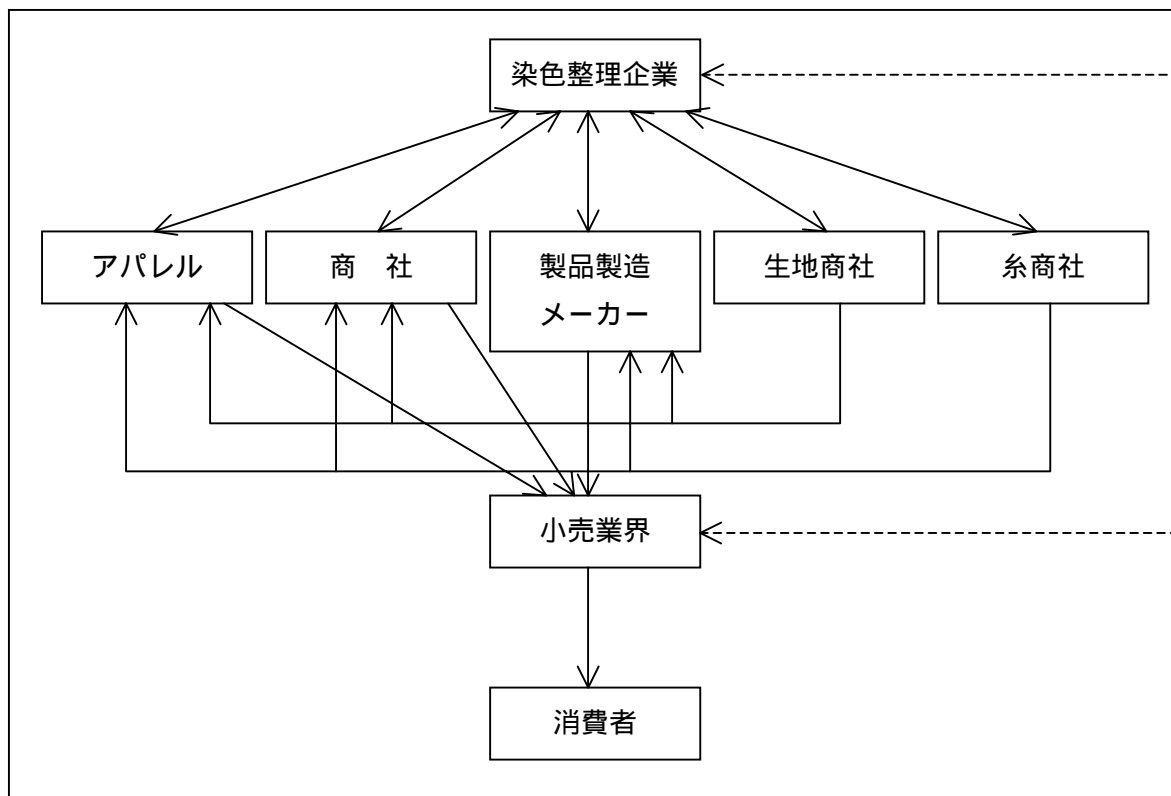 染色整理企業
アパレル
商　社
製品製造
メーカー
生地商社
糸商社
小売業界
消費者